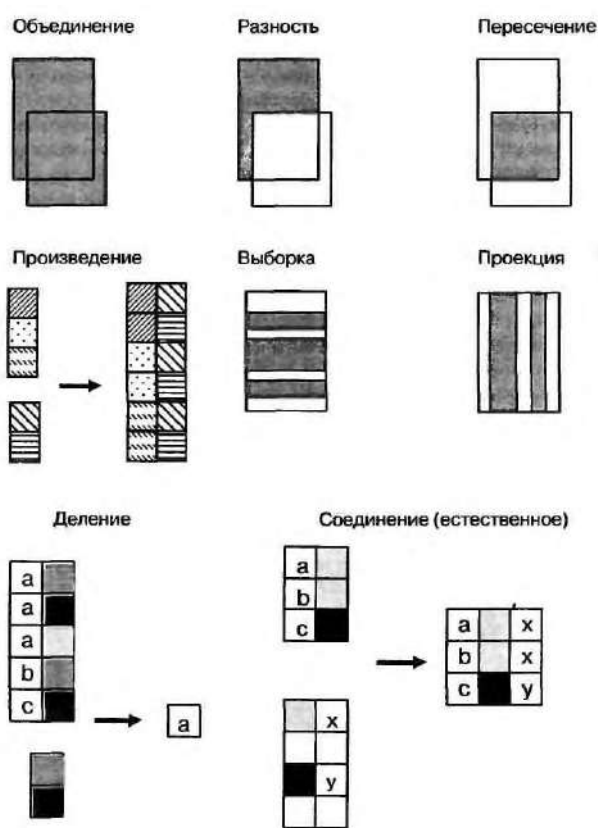 Объединение Разность Пересечение
Произведение Выборка Проекция
Деление Соединение (естественное)
a
a
a
b
c
a
a
b
c
x
y
a x
b x
c y